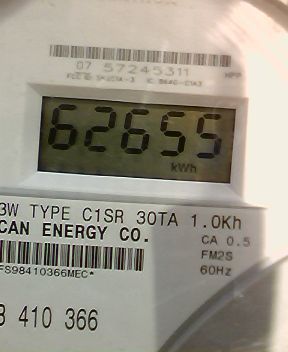 07 57245311
HPP
62655
kWh
3W TYPE C1SR 30TA 1.0Kh
CAN ENERGY CO.
CA 0.5
FM2S
60Hz
FS98410366MEC*
410 366